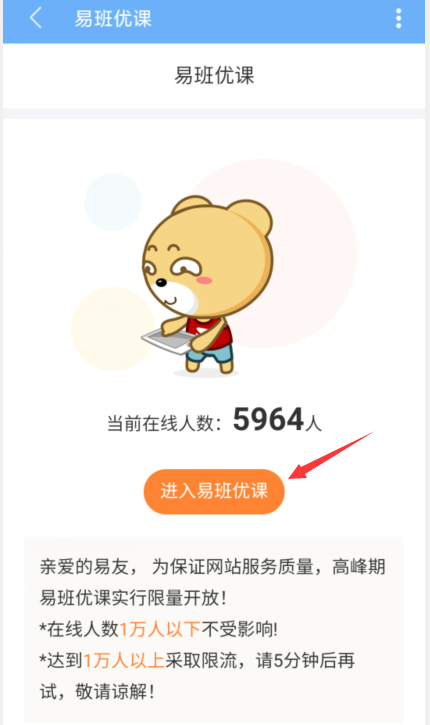 易班优课
易班优课
当前在线人数：5964人
进入易班优课
亲爱的易友， 为保证网站服务质量，高峰期
易班优课实行限量开放！
*在线人数1万人以下不受影响!
*达到1万人以上采取限流，请5分钟后再
试，敬请谅解！